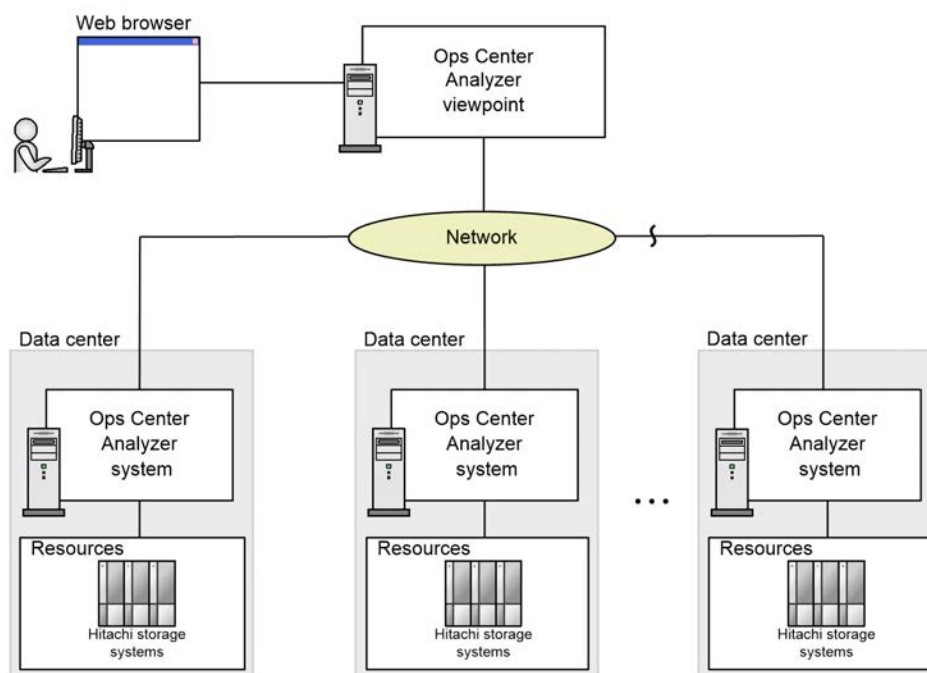 Web browser
Ops Center
Analyzer
viewpoint
Network
Data center
Ops Center
Analyzer
system
Resources
Hitachi storage
systems
Data center
Ops Center
Analyzer
system
Resources
Hitachi storage
systems
...
Data center
Ops Center
Analyzer
system
Resources
Hitachi storage
systems